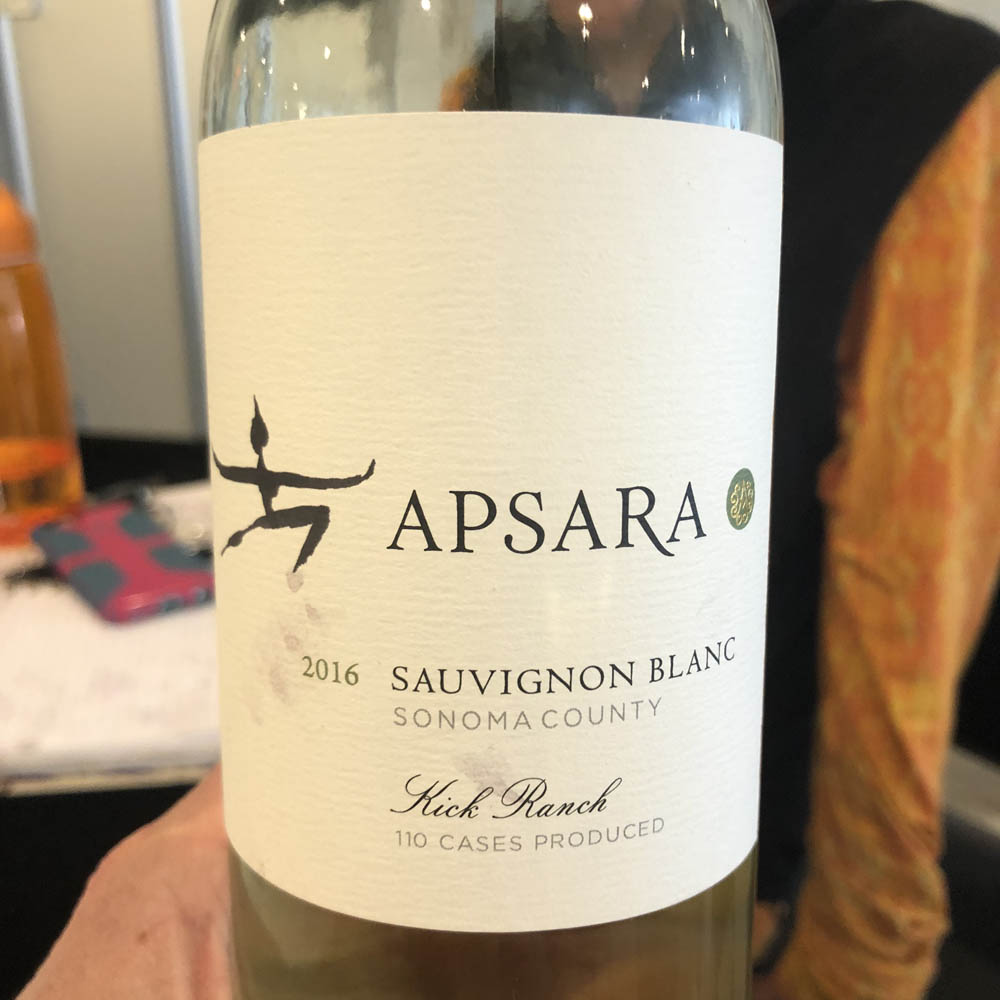 APSARA
2016 SAUVIGNON BLANC
SONOMA COUNTY
Kick Ranch
110 CASES PRODUCED